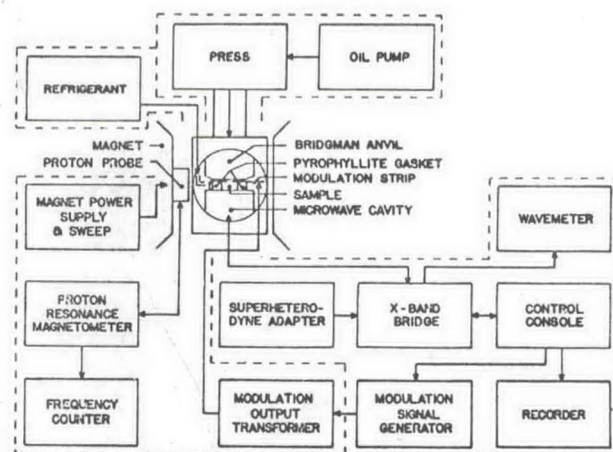 PRESS
OIL PUMP
REFRIGERANT
MAGNET
PROTON PROBE
BRIDGMAN ANVIL
PYROPHYLLITE GASKET
MODULATION STRIP
SAMPLE
MICROWAVE CAVITY
MAGNET POWER
SUPPLY
& SWEEP
WAVEMETER
PROTON
RESONANCE
MAGNETOMETER
SUPERHETERO-
DYNE ADAPTER
X-BAND
BRIDGE
CONTROL
CONSOLE
FREQUENCY
COUNTER
MODULATION
OUTPUT
TRANSFORMER
MODULATION
SIGNAL
GENERATOR
RECORDER